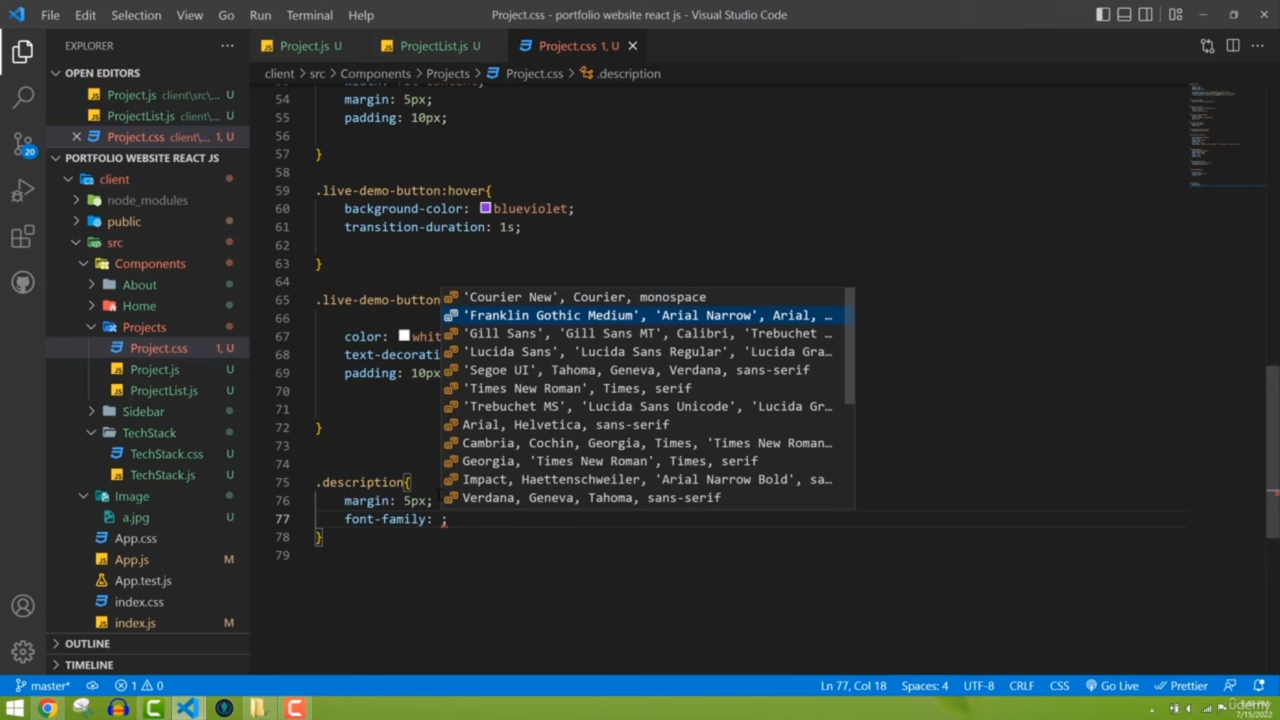 File Edit Selection View Go Run Terminal Help
Project.css - portfolio website react js - Visual Studio Code
EXPLORER
Project.js U
ProjectList.js U
Project.css 1, U
client > src > Components > Projects > Project.css > .description
OPEN EDITORS
Project.js client\src\... U
ProjectList.js client\... U
Project.css client\... 1, U
PORTFOLIO WEBSITE REACT JS
client
node_modules
public
src
Components
About
Home
Projects
Project.css 1, U
Project.js U
ProjectList.js U
Sidebar
TechStack
TechStack.css U
TechStack.js U
Image
a.jpg U
App.css
App.js M
App.test.js
index.css
index.js M
OUTLINE
TIMELINE
20
54 margin: 5px;
55 padding: 10px;
56
57 }
58
59 .live-demo-button:hover{
60 background-color: blueviolet;
61 transition-duration: 1s;
62
63 }
64
65 .live-demo-button
66
67 color: whit
68 text-decorati
69 padding: 10px
70
71
72 }
73
74
75 .description{
76 margin: 5px;
77 font-family: ;
78 }
79
'Courier New', Courier, monospace
'Franklin Gothic Medium', 'Arial Narrow', Arial, …
'Gill Sans', 'Gill Sans MT', Calibri, 'Trebuchet …
'Lucida Sans', 'Lucida Sans Regular', 'Lucida Gra…
'Segoe UI', Tahoma, Geneva, Verdana, sans-serif
'Times New Roman', Times, serif
'Trebuchet MS', 'Lucida Sans Unicode', 'Lucida Gr…
Arial, Helvetica, sans-serif
Cambria, Cochin, Georgia, Times, 'Times New Roman…
Georgia, 'Times New Roman', Times, serif
Impact, Haettenschweiler, 'Arial Narrow Bold', sa…
Verdana, Geneva, Tahoma, sans-serif
master* 1 0
Ln 77, Col 18 Spaces: 4 UTF-8 CRLF CSS Go Live Prettier
7/15/2022
udemy